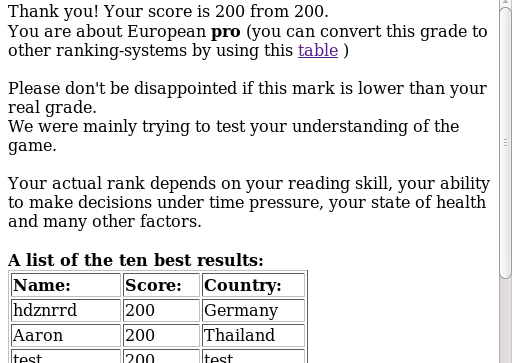 Thank you! Your score is 200 from 200.
You are about European pro (you can convert this grade to
other ranking-systems by using this table )
Please don't be disappointed if this mark is lower than your
real grade.
We were mainly trying to test your understanding of the
game.
Your actual rank depends on your reading skill, your ability
to make decisions under time pressure, your state of health
and many other factors.
A list of the ten best results:
Name: Score: Country:
hdznrrd 200 Germany
Aaron 200 Thailand
test 200 test